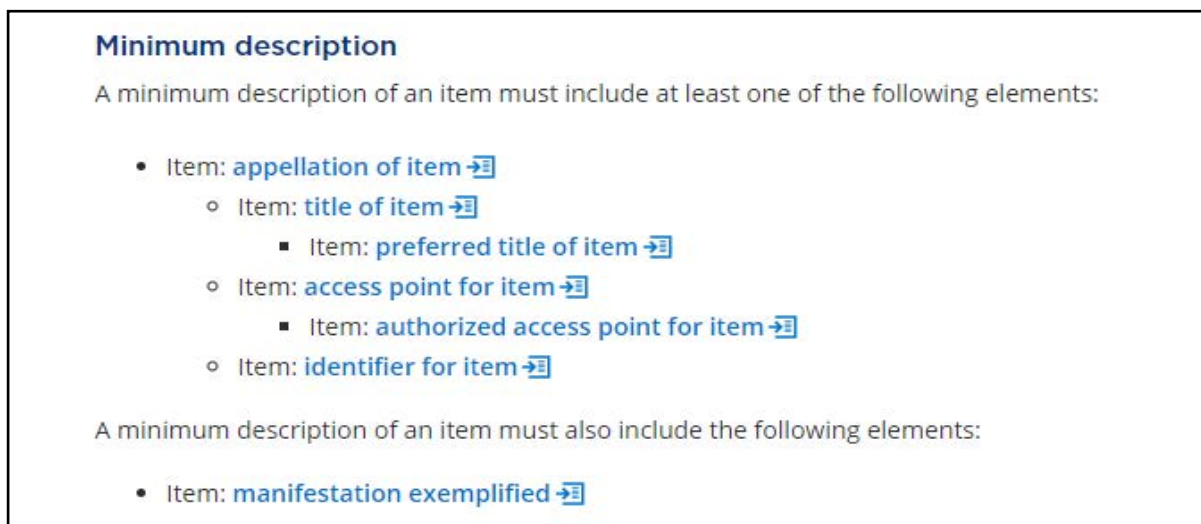 Minimum description
A minimum description of an item must include at least one of the following elements:
• Item: appellation of item
○ Item: title of item
▪ Item: preferred title of item
○ Item: access point for item
▪ Item: authorized access point for item
○ Item: identifier for item
A minimum description of an item must also include the following elements:
• Item: manifestation exemplified